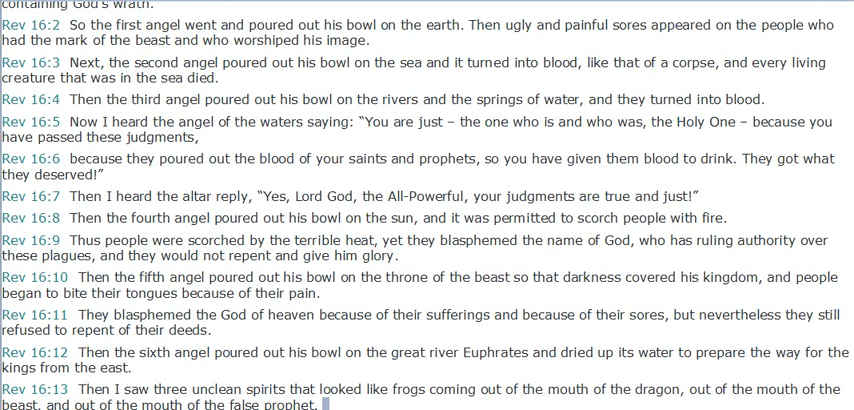 containing God's wrath.
Rev 16:2 So the first angel went and poured out his bowl on the earth. Then ugly and painful sores appeared on the people who
had the mark of the beast and who worshiped his image.
Rev 16:3 Next, the second angel poured out his bowl on the sea and it turned into blood, like that of a corpse, and every living
creature that was in the sea died.
Rev 16:4 Then the third angel poured out his bowl on the rivers and the springs of water, and they turned into blood.
Rev 16:5 Now I heard the angel of the waters saying: “You are just – the one who is and who was, the Holy One – because you
have passed these judgments,
Rev 16:6 because they poured out the blood of your saints and prophets, so you have given them blood to drink. They got what
they deserved!”
Rev 16:7 Then I heard the altar reply, “Yes, Lord God, the All-Powerful, your judgments are true and just!”
Rev 16:8 Then the fourth angel poured out his bowl on the sun, and it was permitted to scorch people with fire.
Rev 16:9 Thus people were scorched by the terrible heat, yet they blasphemed the name of God, who has ruling authority over
these plagues, and they would not repent and give him glory.
Rev 16:10 Then the fifth angel poured out his bowl on the throne of the beast so that darkness covered his kingdom, and people
began to bite their tongues because of their pain.
Rev 16:11 They blasphemed the God of heaven because of their sufferings and because of their sores, but nevertheless they still
refused to repent of their deeds.
Rev 16:12 Then the sixth angel poured out his bowl on the great river Euphrates and dried up its water to prepare the way for the
kings from the east.
Rev 16:13 Then I saw three unclean spirits that looked like frogs coming out of the mouth of the dragon, out of the mouth of the
beast, and out of the mouth of the false prophet.